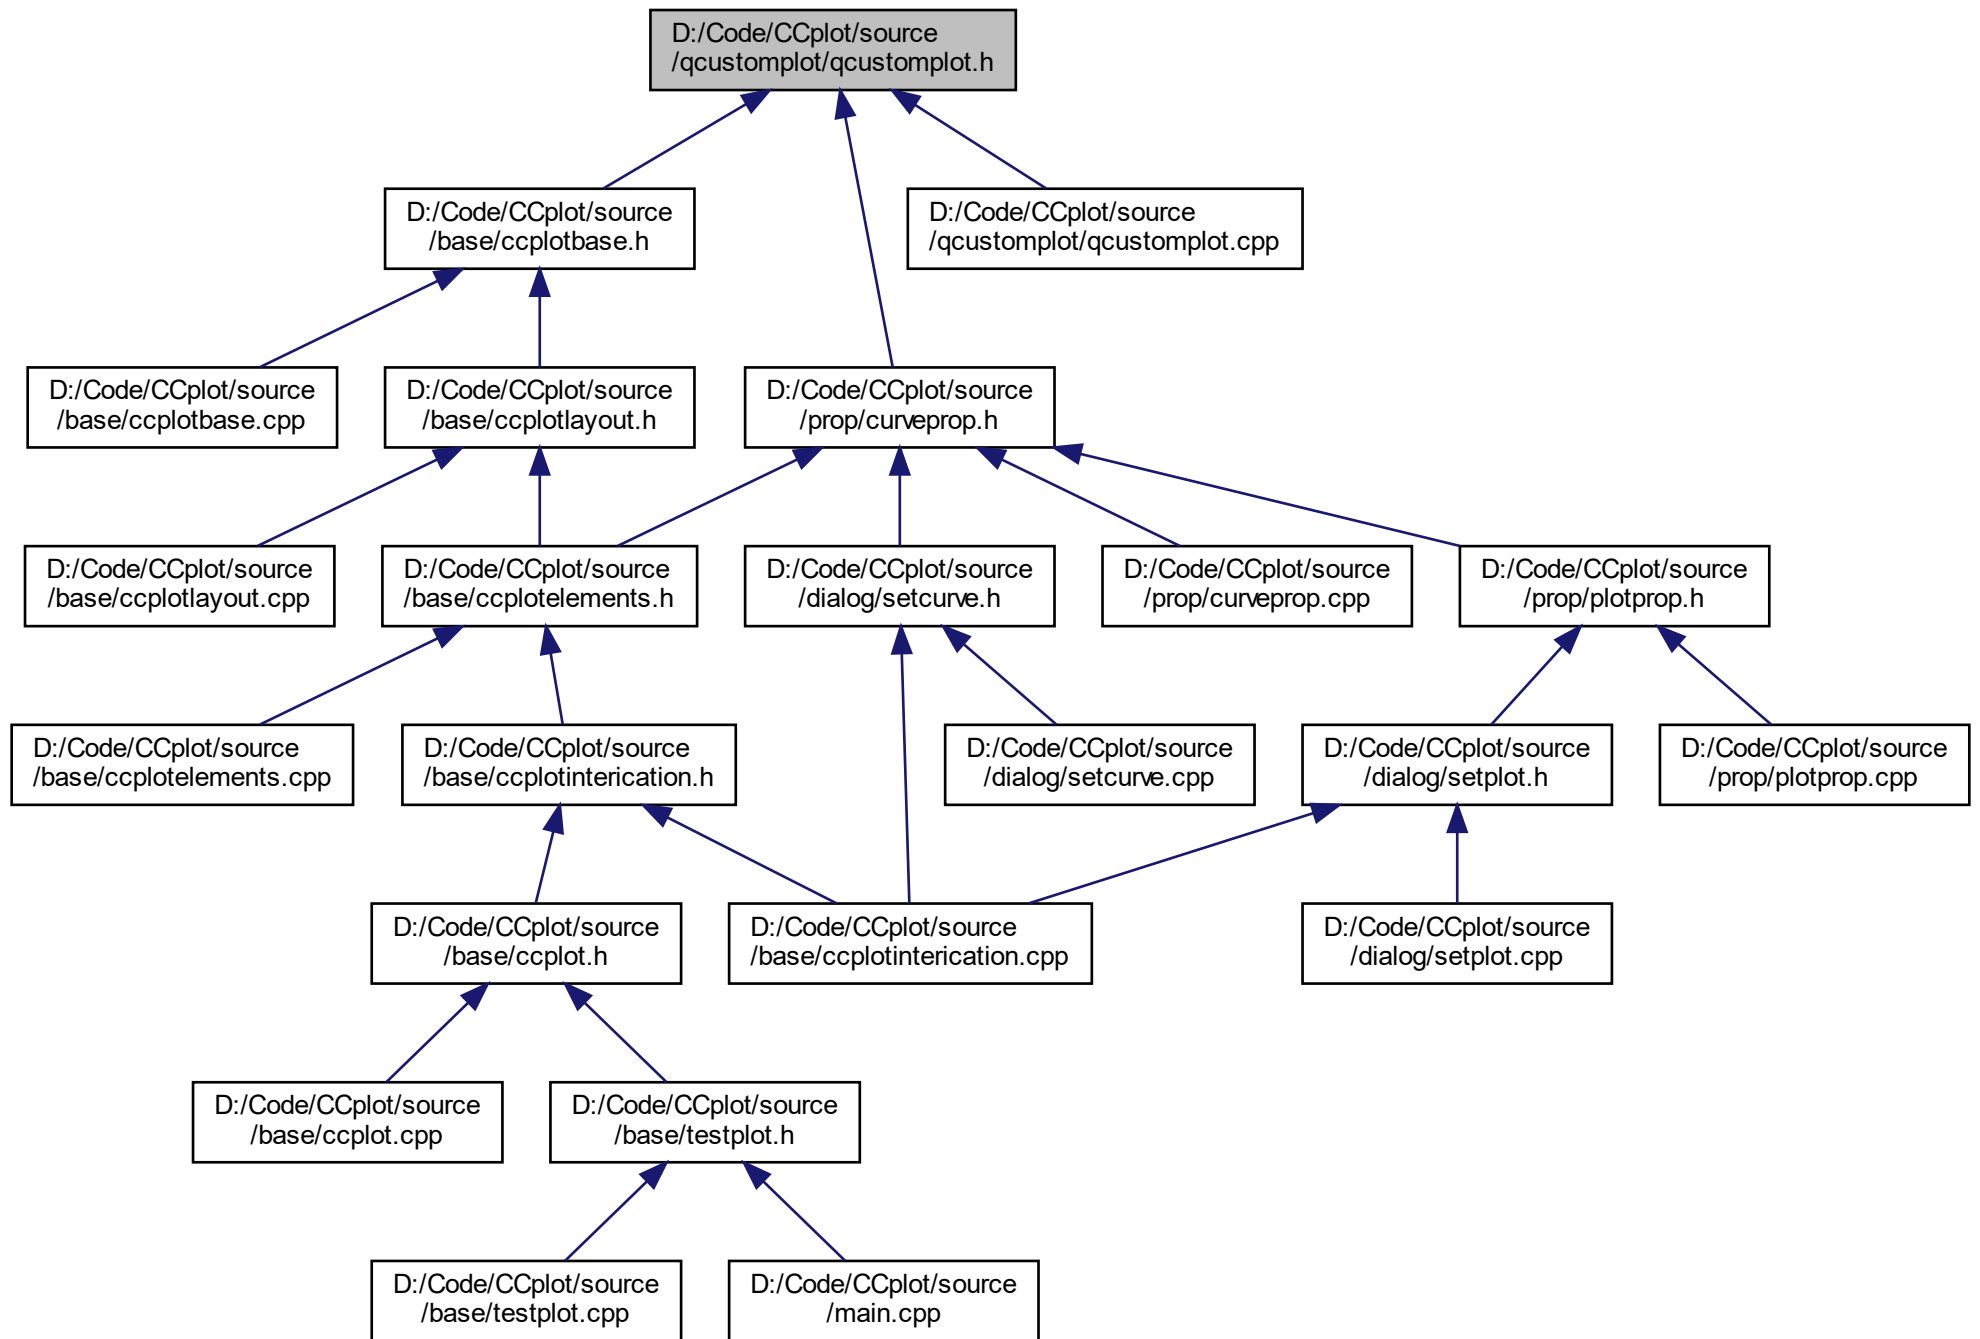 D:/Code/CCplot/source
/qcustomplot/qcustomplot.h
D:/Code/CCplot/source
/base/ccplotbase.h
D:/Code/CCplot/source
/qcustomplot/qcustomplot.cpp
D:/Code/CCplot/source
/base/ccplotbase.cpp
D:/Code/CCplot/source
/base/ccplotlayout.h
D:/Code/CCplot/source
/prop/curveprop.h
D:/Code/CCplot/source
/base/ccplotlayout.cpp
D:/Code/CCplot/source
/base/ccplotelements.h
D:/Code/CCplot/source
/dialog/setcurve.h
D:/Code/CCplot/source
/prop/curveprop.cpp
D:/Code/CCplot/source
/prop/plotprop.h
D:/Code/CCplot/source
/base/ccplotelements.cpp
D:/Code/CCplot/source
/base/ccplotinterication.h
D:/Code/CCplot/source
/dialog/setcurve.cpp
D:/Code/CCplot/source
/dialog/setplot.h
D:/Code/CCplot/source
/prop/plotprop.cpp
D:/Code/CCplot/source
/base/ccplot.h
D:/Code/CCplot/source
/base/ccplotinterication.cpp
D:/Code/CCplot/source
/dialog/setplot.cpp
D:/Code/CCplot/source
/base/ccplot.cpp
D:/Code/CCplot/source
/base/testplot.h
D:/Code/CCplot/source
/base/testplot.cpp
D:/Code/CCplot/source
/main.cpp